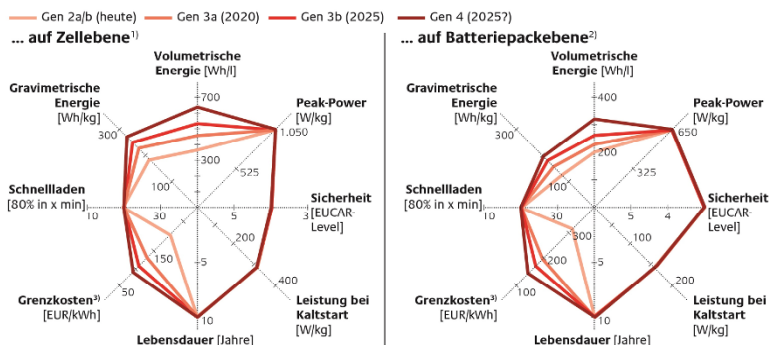 Gen 2a/b (heute) Gen 3a (2020) Gen 3b (2025) Gen 4 (2025?)
... auf Zellebene1)
Volumetrische
Energie [Wh/l]
Gravimetrische
Energie
[Wh/kg]
Peak-Power
[W/kg]
Schnellladen
[80% in x min]
Sicherheit
[EUCAR-
Level]
Grenzkosten3)
[EUR/kWh]
Leistung bei
Kaltstart
[W/kg]
Lebensdauer [Jahre]
700
300
1.050
525
300
100
10
5
3
200
400
150
50
5
10
... auf Batteriepackebene2)
Volumetrische
Energie [Wh/l]
Gravimetrische
Energie
[Wh/kg]
Peak-Power
[W/kg]
Schnellladen
[80% in x min]
Sicherheit
[EUCAR-
Level]
Grenzkosten3)
[EUR/kWh]
Leistung bei
Kaltstart
[W/kg]
Lebensdauer [Jahre]
400
200
650
325
300
100
10
30
5
4
100
200
300
200
100
5
10